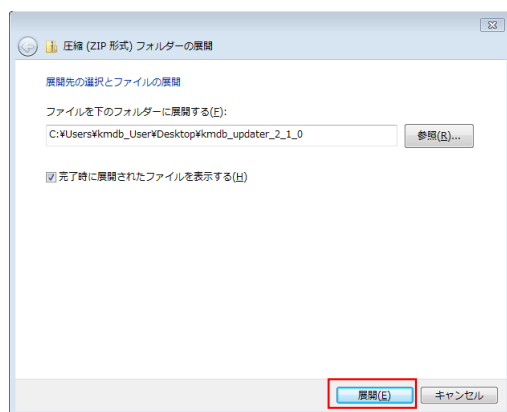 圧縮 (ZIP 形式) フォルダーの展開
展開先の選択とファイルの展開
ファイルを下のフォルダーに展開する(F):
C:¥Users¥kmdb_User¥Desktop¥kmdb_updater_2_1_0
参照(R)...
完了時に展開されたファイルを表示する(H)
展開(E)
キャンセル